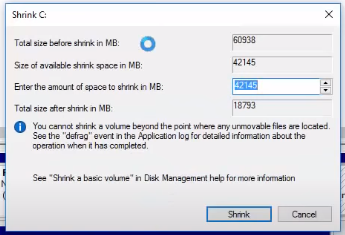 Shrink C:
Total size before shrink in MB:
60938
Size of available shrink space in MB:
42145
Enter the amount of space to shrink in MB:
42145
Total size after shrink in MB:
18793
You cannot shrink a volume beyond the point where any unmovable files are located.
See the "defrag" event in the Application log for detailed information about the
operation when it has completed.
See "Shrink a basic volume" in Disk Management help for more information
Shrink
Cancel